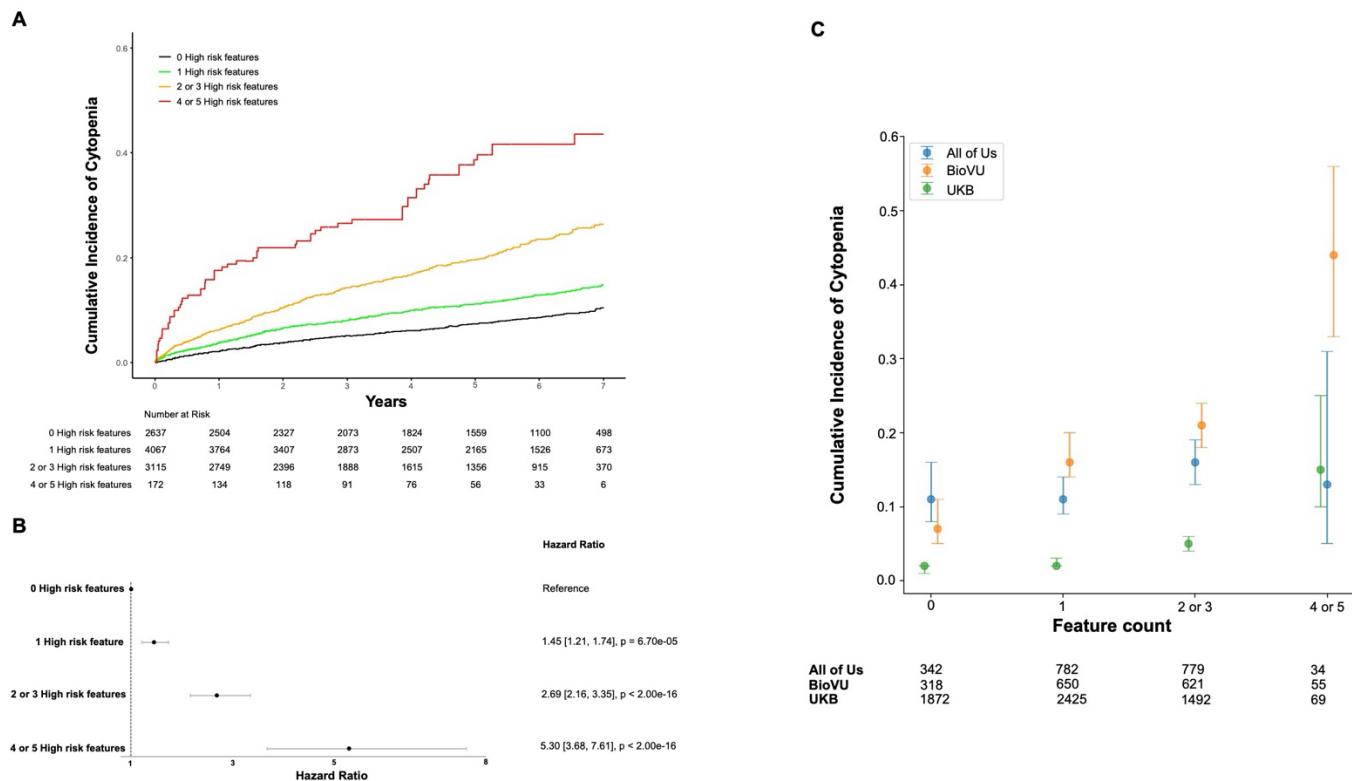 A
Cumulative Incidence of Cytopenia
0.6
0.4
0.2
0.0
0 High risk features
1 High risk features
2 or 3 High risk features
4 or 5 High risk features
0 1 2 3 4 5 6 7
Years
Number at Risk
0 High risk features 2637 2504 2327 2073 1824 1559 1100 498
1 High risk features 4067 3764 3407 2873 2507 2165 1526 673
2 or 3 High risk features 3115 2749 2396 1888 1615 1356 915 370
4 or 5 High risk features 172 134 118 91 76 56 33 6
B
Hazard Ratio
0 High risk features Reference
1 High risk feature 1.45 [1.21, 1.74], p = 6.70e-05
2 or 3 High risk features 2.69 [2.16, 3.35], p < 2.00e-16
4 or 5 High risk features 5.30 [3.68, 7.61], p < 2.00e-16
1 3 5 8
Hazard Ratio
C
Cumulative Incidence of Cytopenia
0.6
0.5
0.4
0.3
0.2
0.1
0.0
All of Us
BioVU
UKB
0 1 2 or 3 4 or 5
Feature count
All of Us 342 782 779 34
BioVU 318 650 621 55
UKB 1872 2425 1492 69